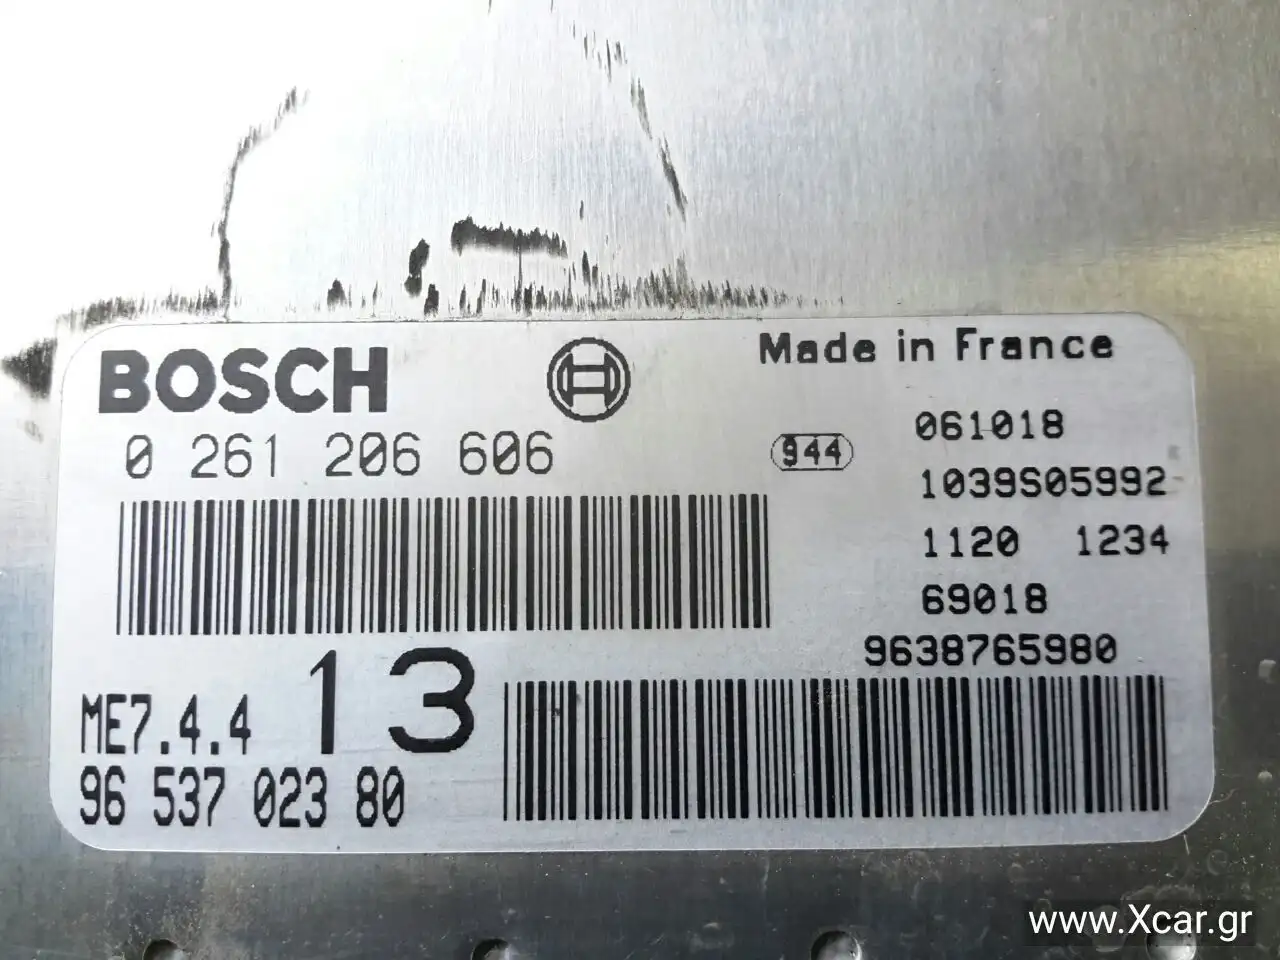 BOSCH
Made in France
0 261 206 606
944
061018
1039S05992
1120 1234
69018
9638765980
ME7.4.4 13
96 537 023 80
www.Xcar.gr